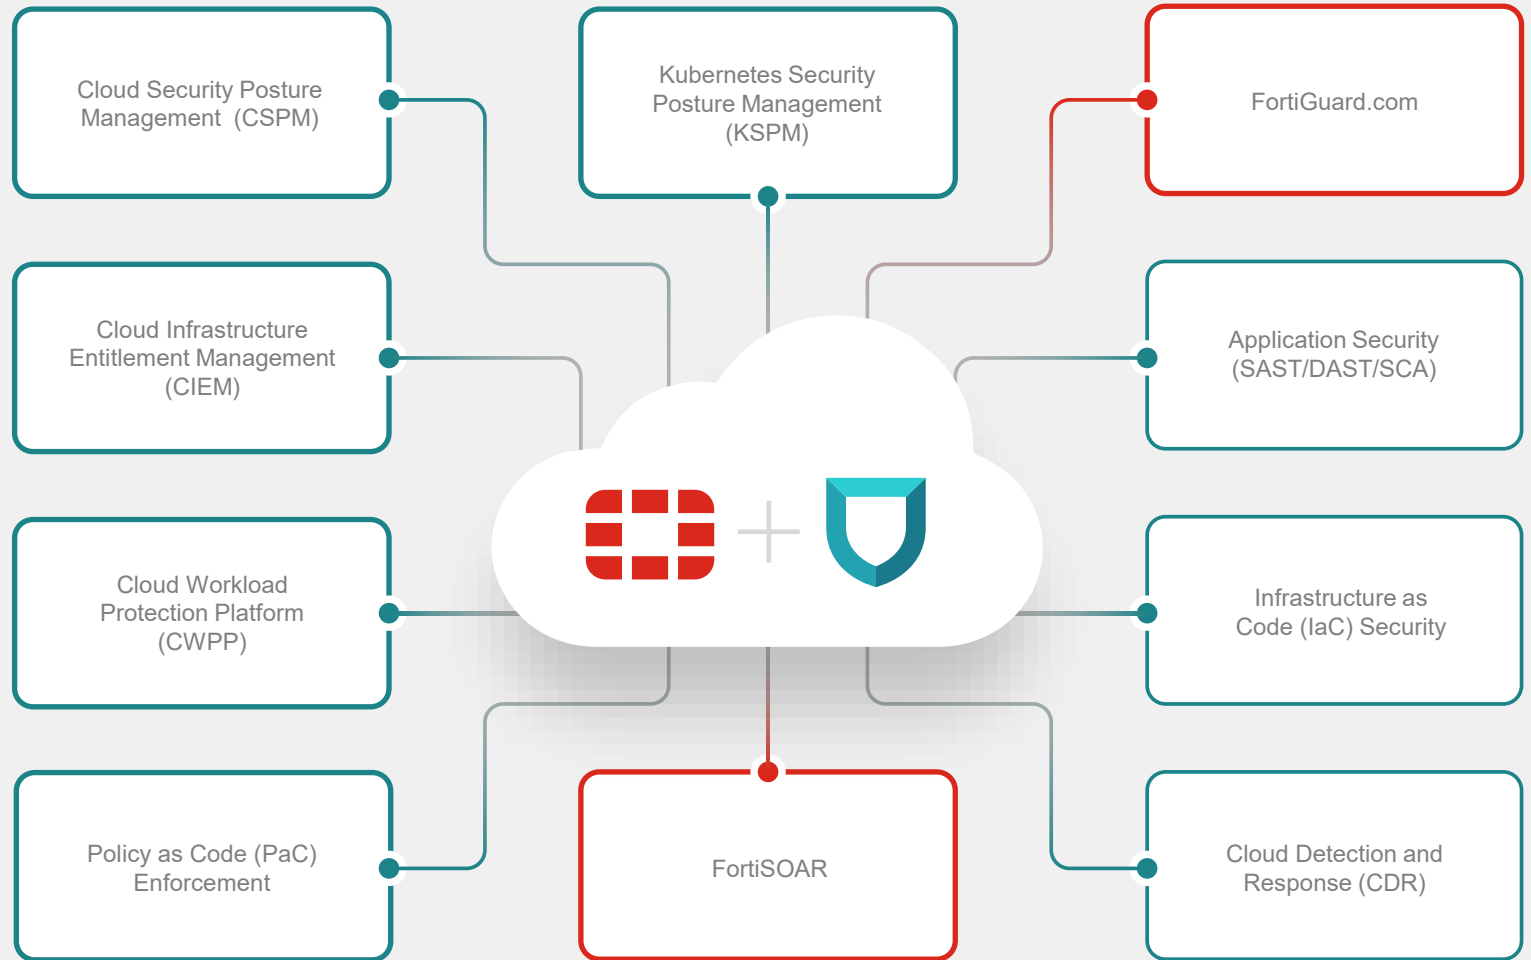 Cloud Security Posture
Management (CSPM)
Kubernetes Security
Posture Management
(KSPM)
FortiGuard.com
Cloud Infrastructure
Entitlement Management
(CIEM)
Application Security
(SAST/DAST/SCA)
Cloud Workload
Protection Platform
(CWPP)
Infrastructure as
Code (IaC) Security
Policy as Code (PaC)
Enforcement
FortiSOAR
Cloud Detection and
Response (CDR)